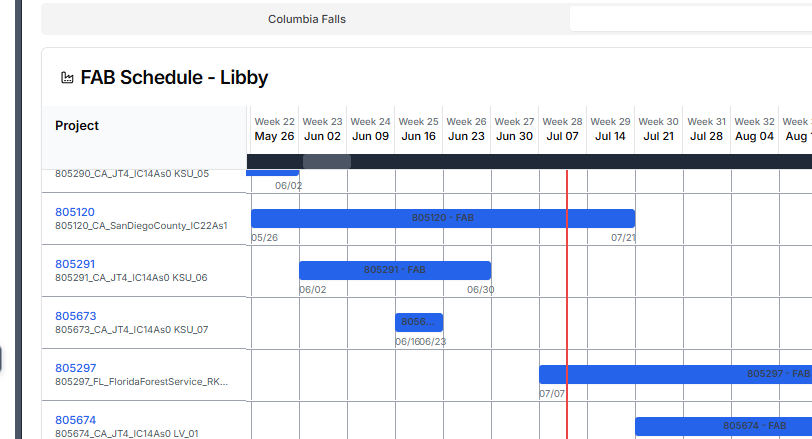 Columbia Falls
FAB Schedule - Libby
Project
Week 22 Week 23 Week 24 Week 25 Week 26 Week 27 Week 28 Week 29 Week 30 Week 31 Week 32 Week
May 26 Jun 02 Jun 09 Jun 16 Jun 23 Jun 30 Jul 07 Jul 14 Jul 21 Jul 28 Aug 04 Aug
805290_CA_JT4_IC14As0 KSU_05
06/02
805120
805120 - FAB
805120_CA_SanDiegoCounty_IC22As1
05/26 07/21
805291
805291 - FAB
805291_CA_JT4_IC14As0 KSU_06
06/02 06/30
805673
8056...
805673_CA_JT4_IC14As0 KSU_07
06/16 06/23
805297
805297 - FAB
805297_FL_FloridaForestService_RK...
07/07
805674
805674 - FAB
805674_CA_JT4_IC14As0 LV_01